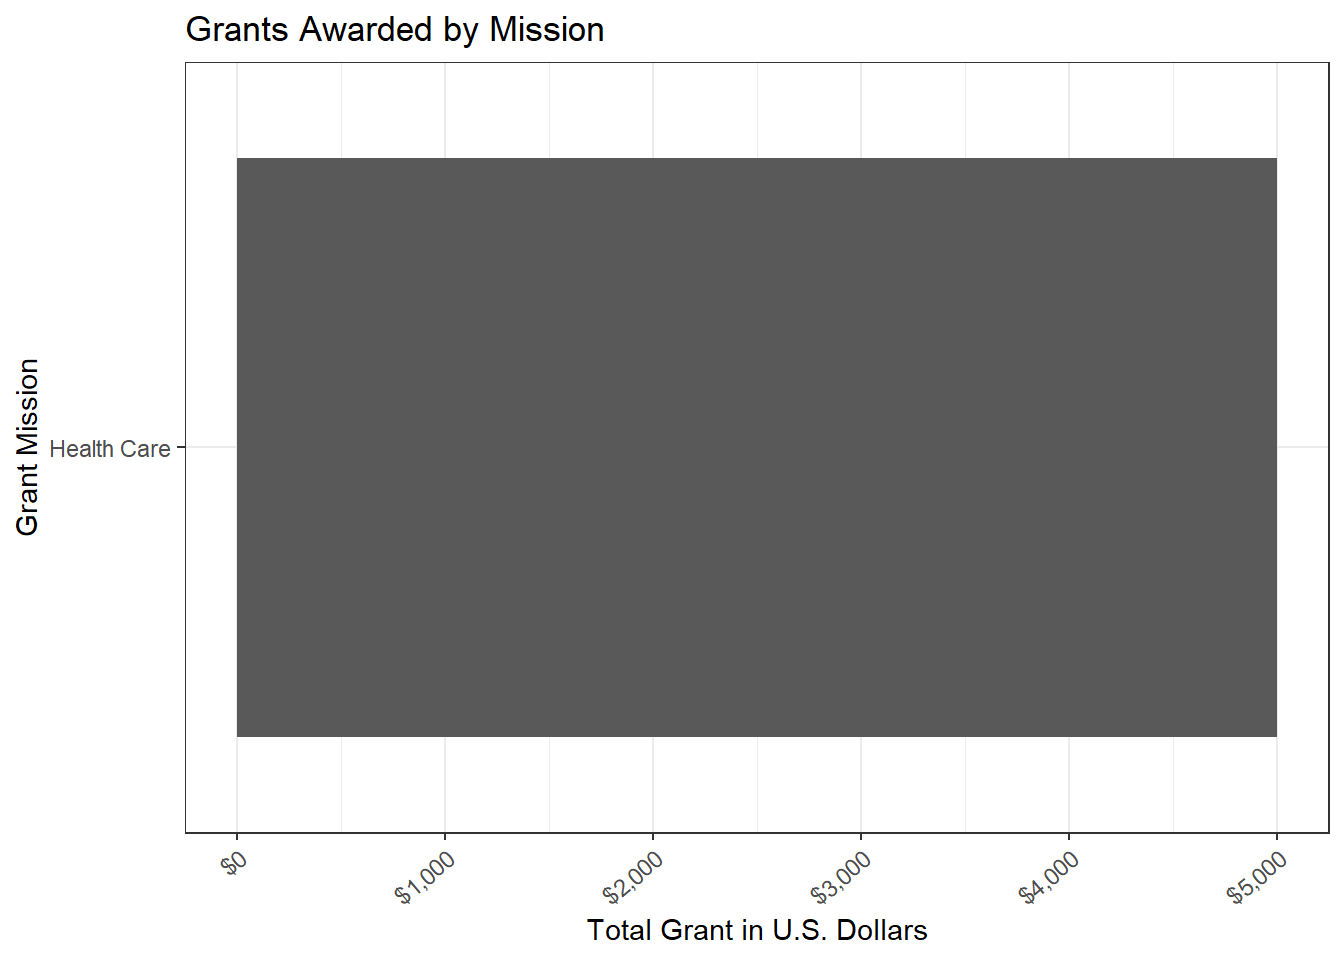 Grants Awarded by Mission
Grant Mission
Health Care
$0
$1,000
$2,000
$3,000
$4,000
$5,000
Total Grant in U.S. Dollars